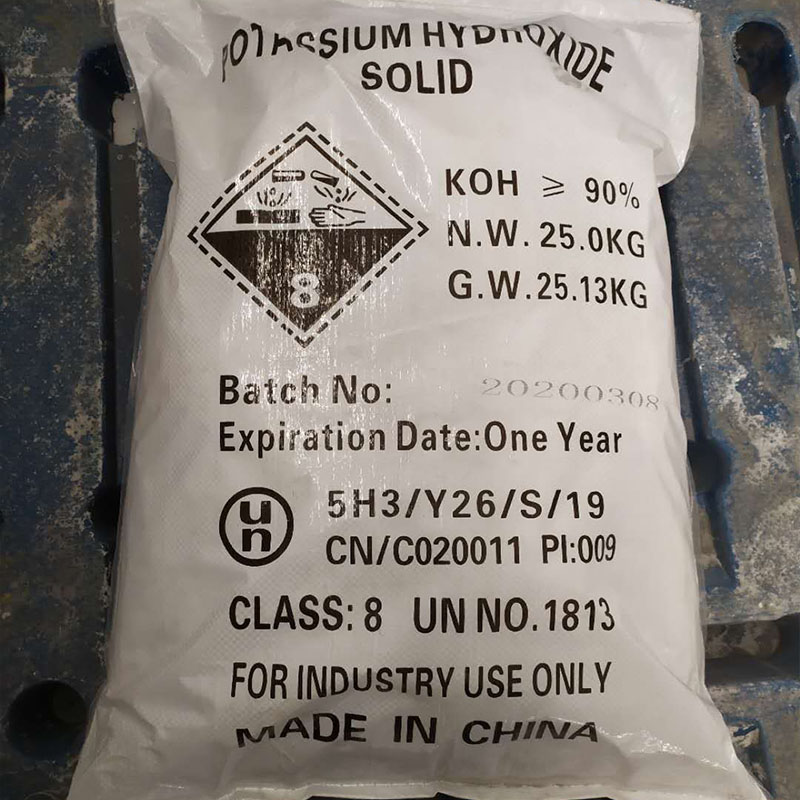 POTASSIUM HYDROXIDE
SOLID
KOH ≥ 90%
N.W. 25.0KG
G.W.25.13KG
8
Batch No: 20200308
Expiration Date:One Year
un
5H3/Y26/S/19
CN/C020011 PI:009
CLASS: 8 UN NO.1813
FOR INDUSTRY USE ONLY
MADE IN CHINA